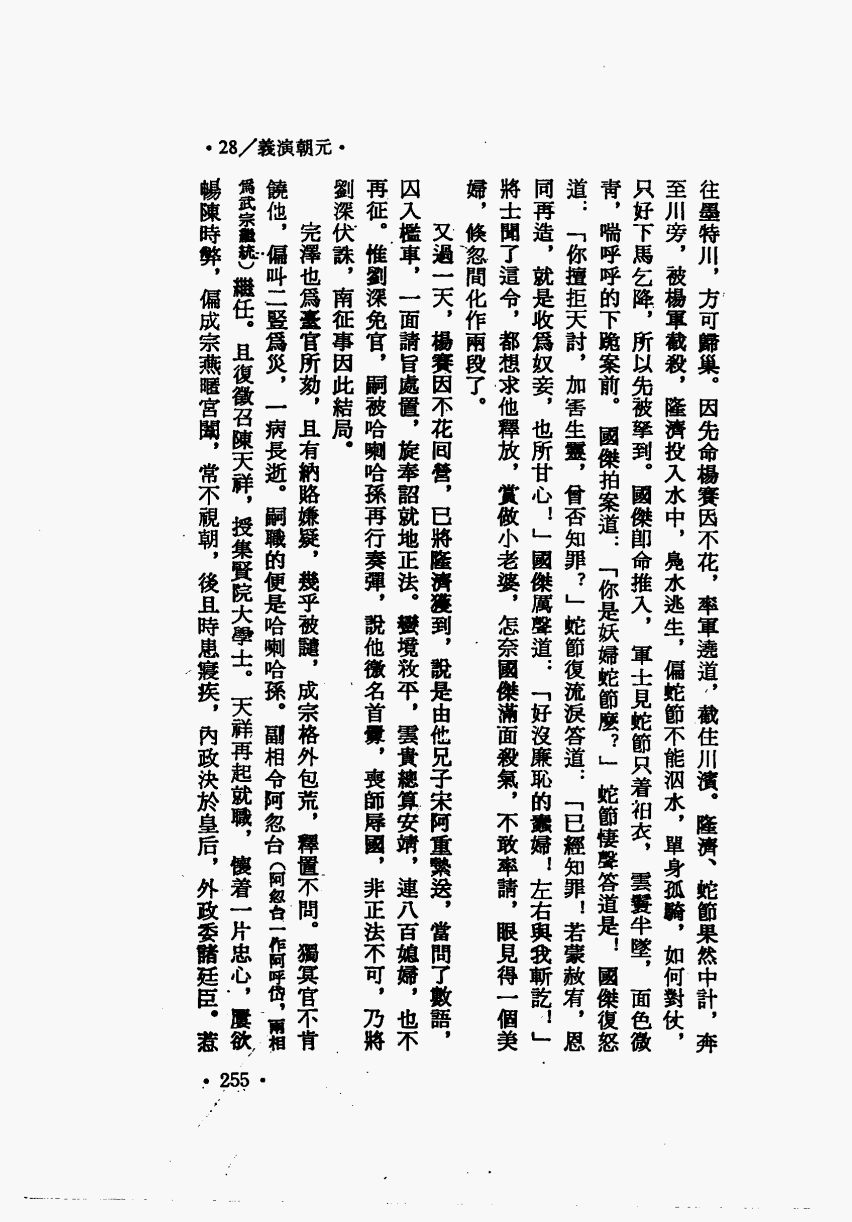 •28／義演朝元•
往墨特川，方可歸巢。因先命楊賽因不花，率軍遶道，截住川濱。隆濟、蛇節果然中計，奔
至川旁，被楊軍截殺，隆濟投入水中，鳧水逃生，偏蛇節不能泅水，單身孤騎，如何對仗，
只好下馬乞降，所以先被拏到。國傑卽命推入，軍士見蛇節只着衵衣，雲鬟半墜，面色微
靑，喘呼呼的下跪案前。國傑拍案道：「你是妖婦蛇節麼？」蛇節悽聲答道是！國傑復怒
道：「你擅拒天討，加害生靈，曾否知罪？」蛇節復流淚答道：「已經知罪！若蒙赦宥，恩
同再造，就是收爲奴妾，也所甘心！」國傑厲聲道：「好沒廉恥的蠢婦！左右與我斬訖！」
將士聞了這令，都想求他釋放，賞做小老婆，怎奈國傑滿面殺氣，不敢率請，眼見得一個美
婦，倏忽間化作兩段了。
又過一天，楊賽因不花回營，已將隆濟獲到，說是由他兄子宋阿重縶送，當問了數語，
囚入檻車，一面請旨處置，旋奉詔就地正法。蠻境敉平，雲貴總算安靖，連八百媳婦，也不
再征。惟劉深免官，嗣被哈喇哈孫再行奏彈，說他徼名首釁，喪師辱國，非正法不可，乃將
劉深伏誅，南征事因此結局。
完澤也爲臺官所劾，且有納賂嫌疑，幾乎被譴，成宗格外包荒，釋置不問。獨冥官不肯
饒他，偏叫二豎爲災，一病長逝。嗣職的便是哈喇哈孫。副相令阿忽台（阿忽台一作阿呼岱，兩相
爲武宗繼統）繼任。且復徵召陳天祥，授集賢院大學士。天祥再起就職，懷着一片忠心，屢欲
暢陳時弊，偏成宗燕暱宮闈，常不視朝，後且時患寢疾，內政決於皇后，外政委諸廷臣。惹
•255•